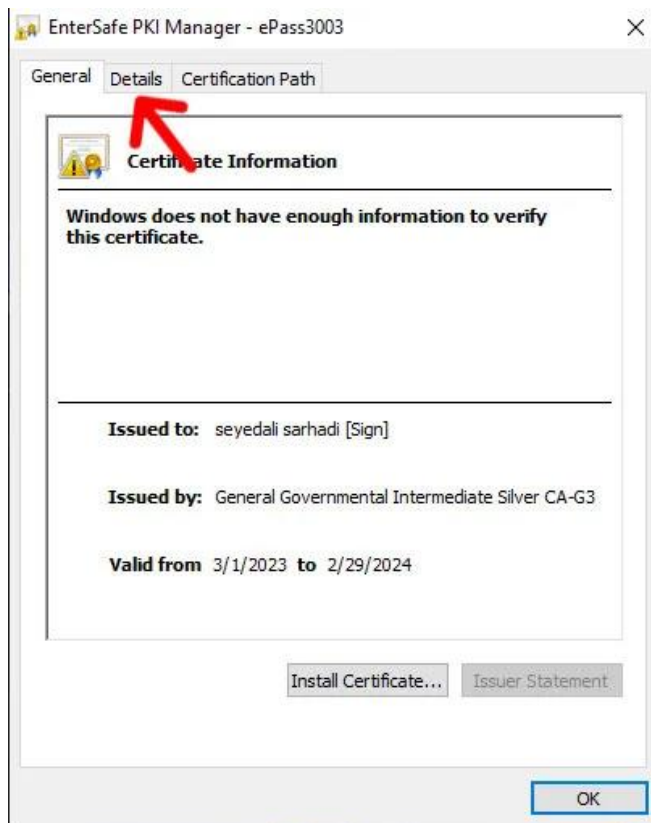 EnterSafe PKI Manager - ePass3003
General Details Certification Path
Certificate Information
Windows does not have enough information to verify
this certificate.
Issued to: seyedali sarhadi [Sign]
Issued by: General Governmental Intermediate Silver CA-G3
Valid from 3/1/2023 to 2/29/2024
Install Certificate... Issuer Statement
OK